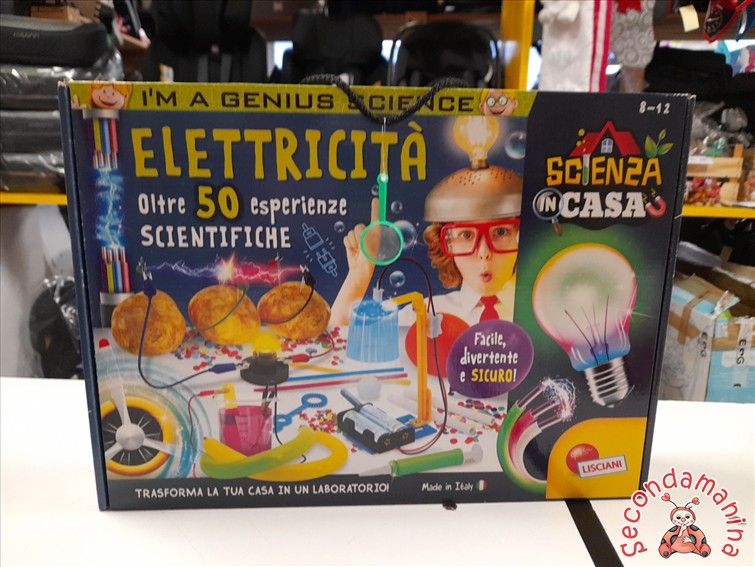 I'M A GENIUS SCIENCE
8-12
ELETTRICITÀ
Oltre 50 esperienze
SCIENTIFICHE
SCIENZA
IN CASA
Facile,
divertente
e SICURO!
LISCIANI
TRASFORMA LA TUA CASA IN UN LABORATORIO!
Made in Italy
Secondamanina